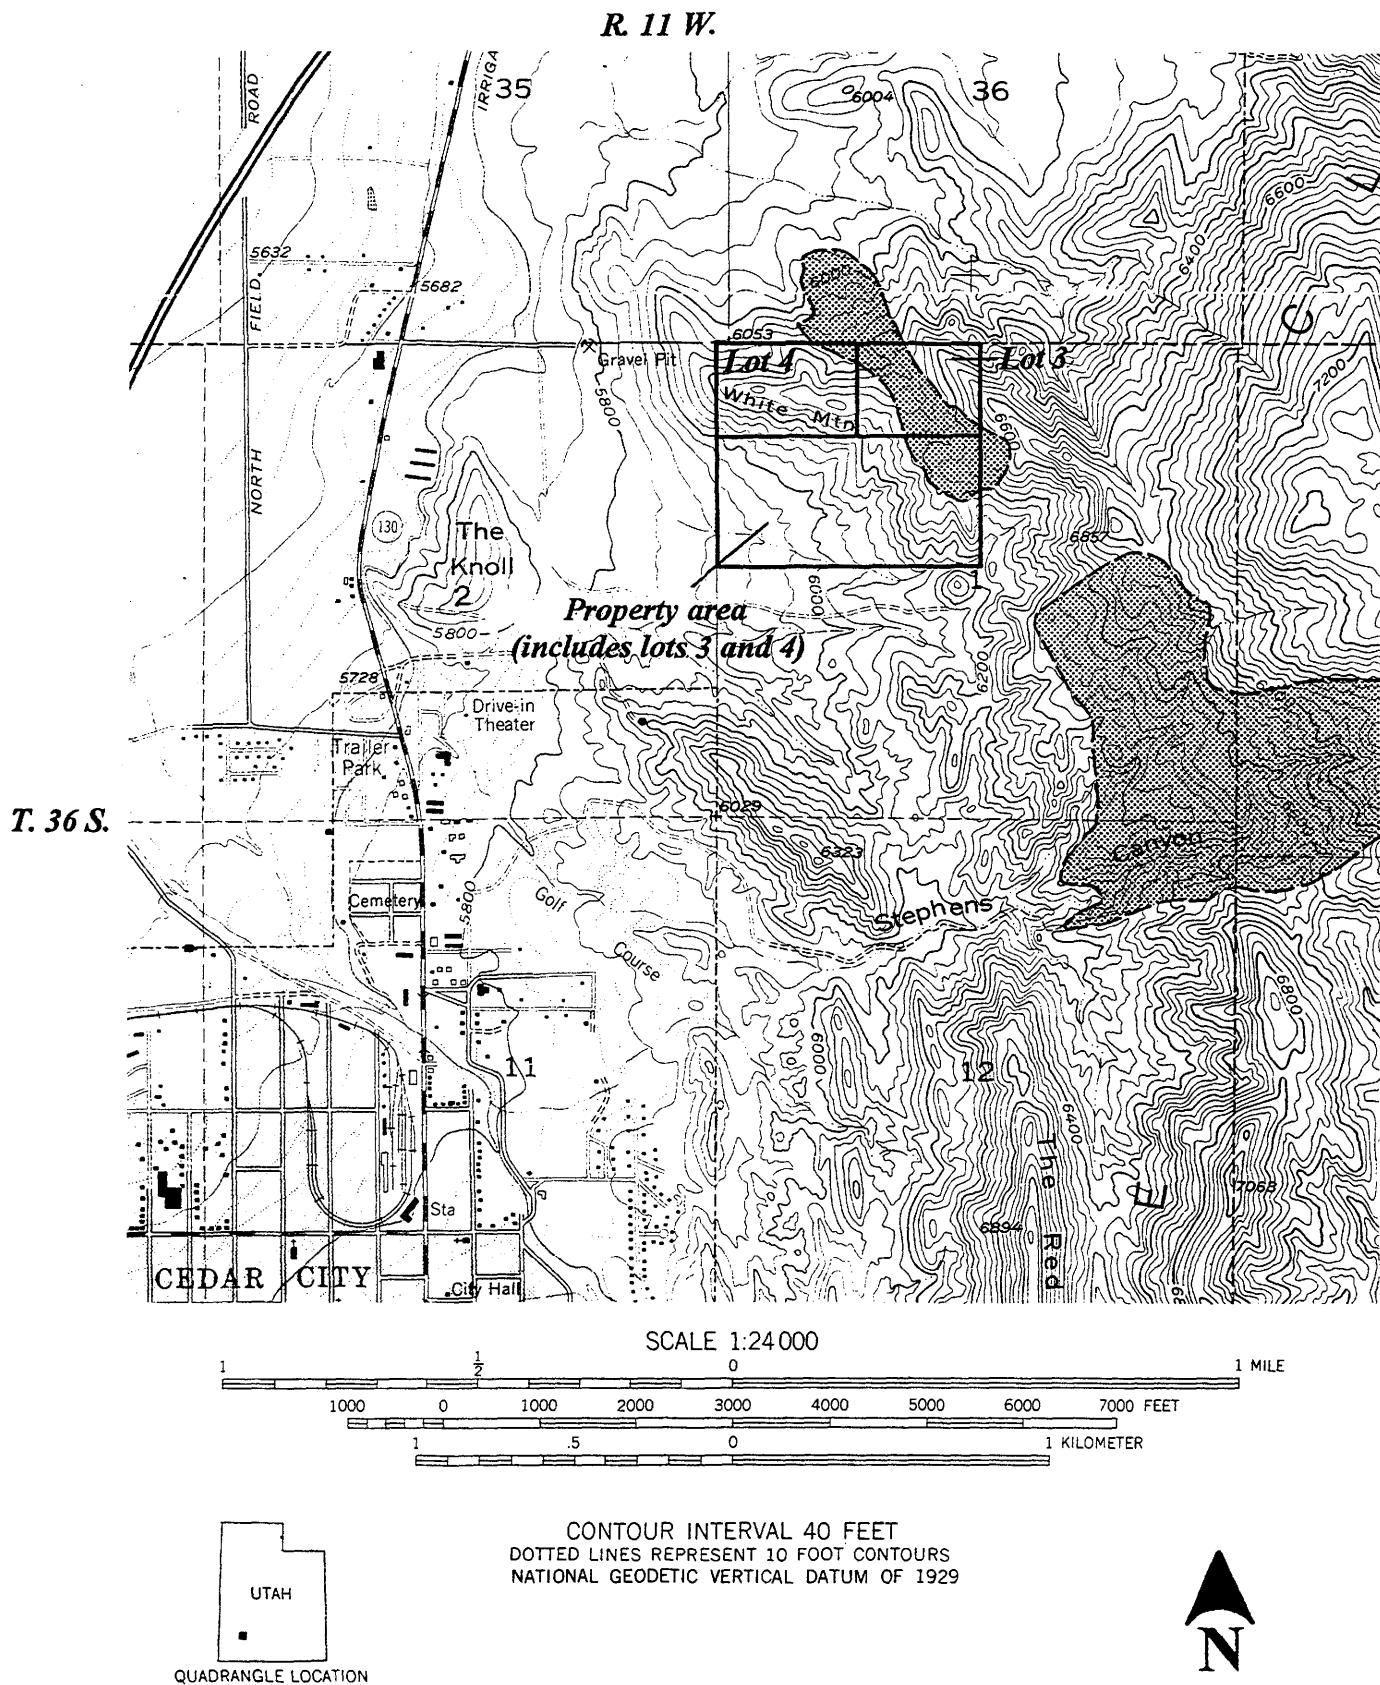 R. 11 W.
ROAD
IRRIGA
35
36
6004
6600
6400
5632
5682
6000
FIELD
C
6053
Gravel Pit
Lot 4
Lot 3
7200
White Mtn
5800
6600
NORTH
130
The
Knoll
2
6857
1
6000
Property area
(includes lots 3 and 4)
5800
6200
5728
Drive-in
Theater
Trailer
Park
6029
T. 36 S.
6323
Canyon
Cemetery
5800
Golf
Stephens
Course
6800
6000
11
12
6400
The
7068
Sta
6894
Red
CEDAR CITY
City Hall
SCALE 1:24 000
1 1/2 0 1 MILE
1000 0 1000 2000 3000 4000 5000 6000 7000 FEET
1 .5 0 1 KILOMETER
CONTOUR INTERVAL 40 FEET
DOTTED LINES REPRESENT 10 FOOT CONTOURS
NATIONAL GEODETIC VERTICAL DATUM OF 1929
UTAH
QUADRANGLE LOCATION
N